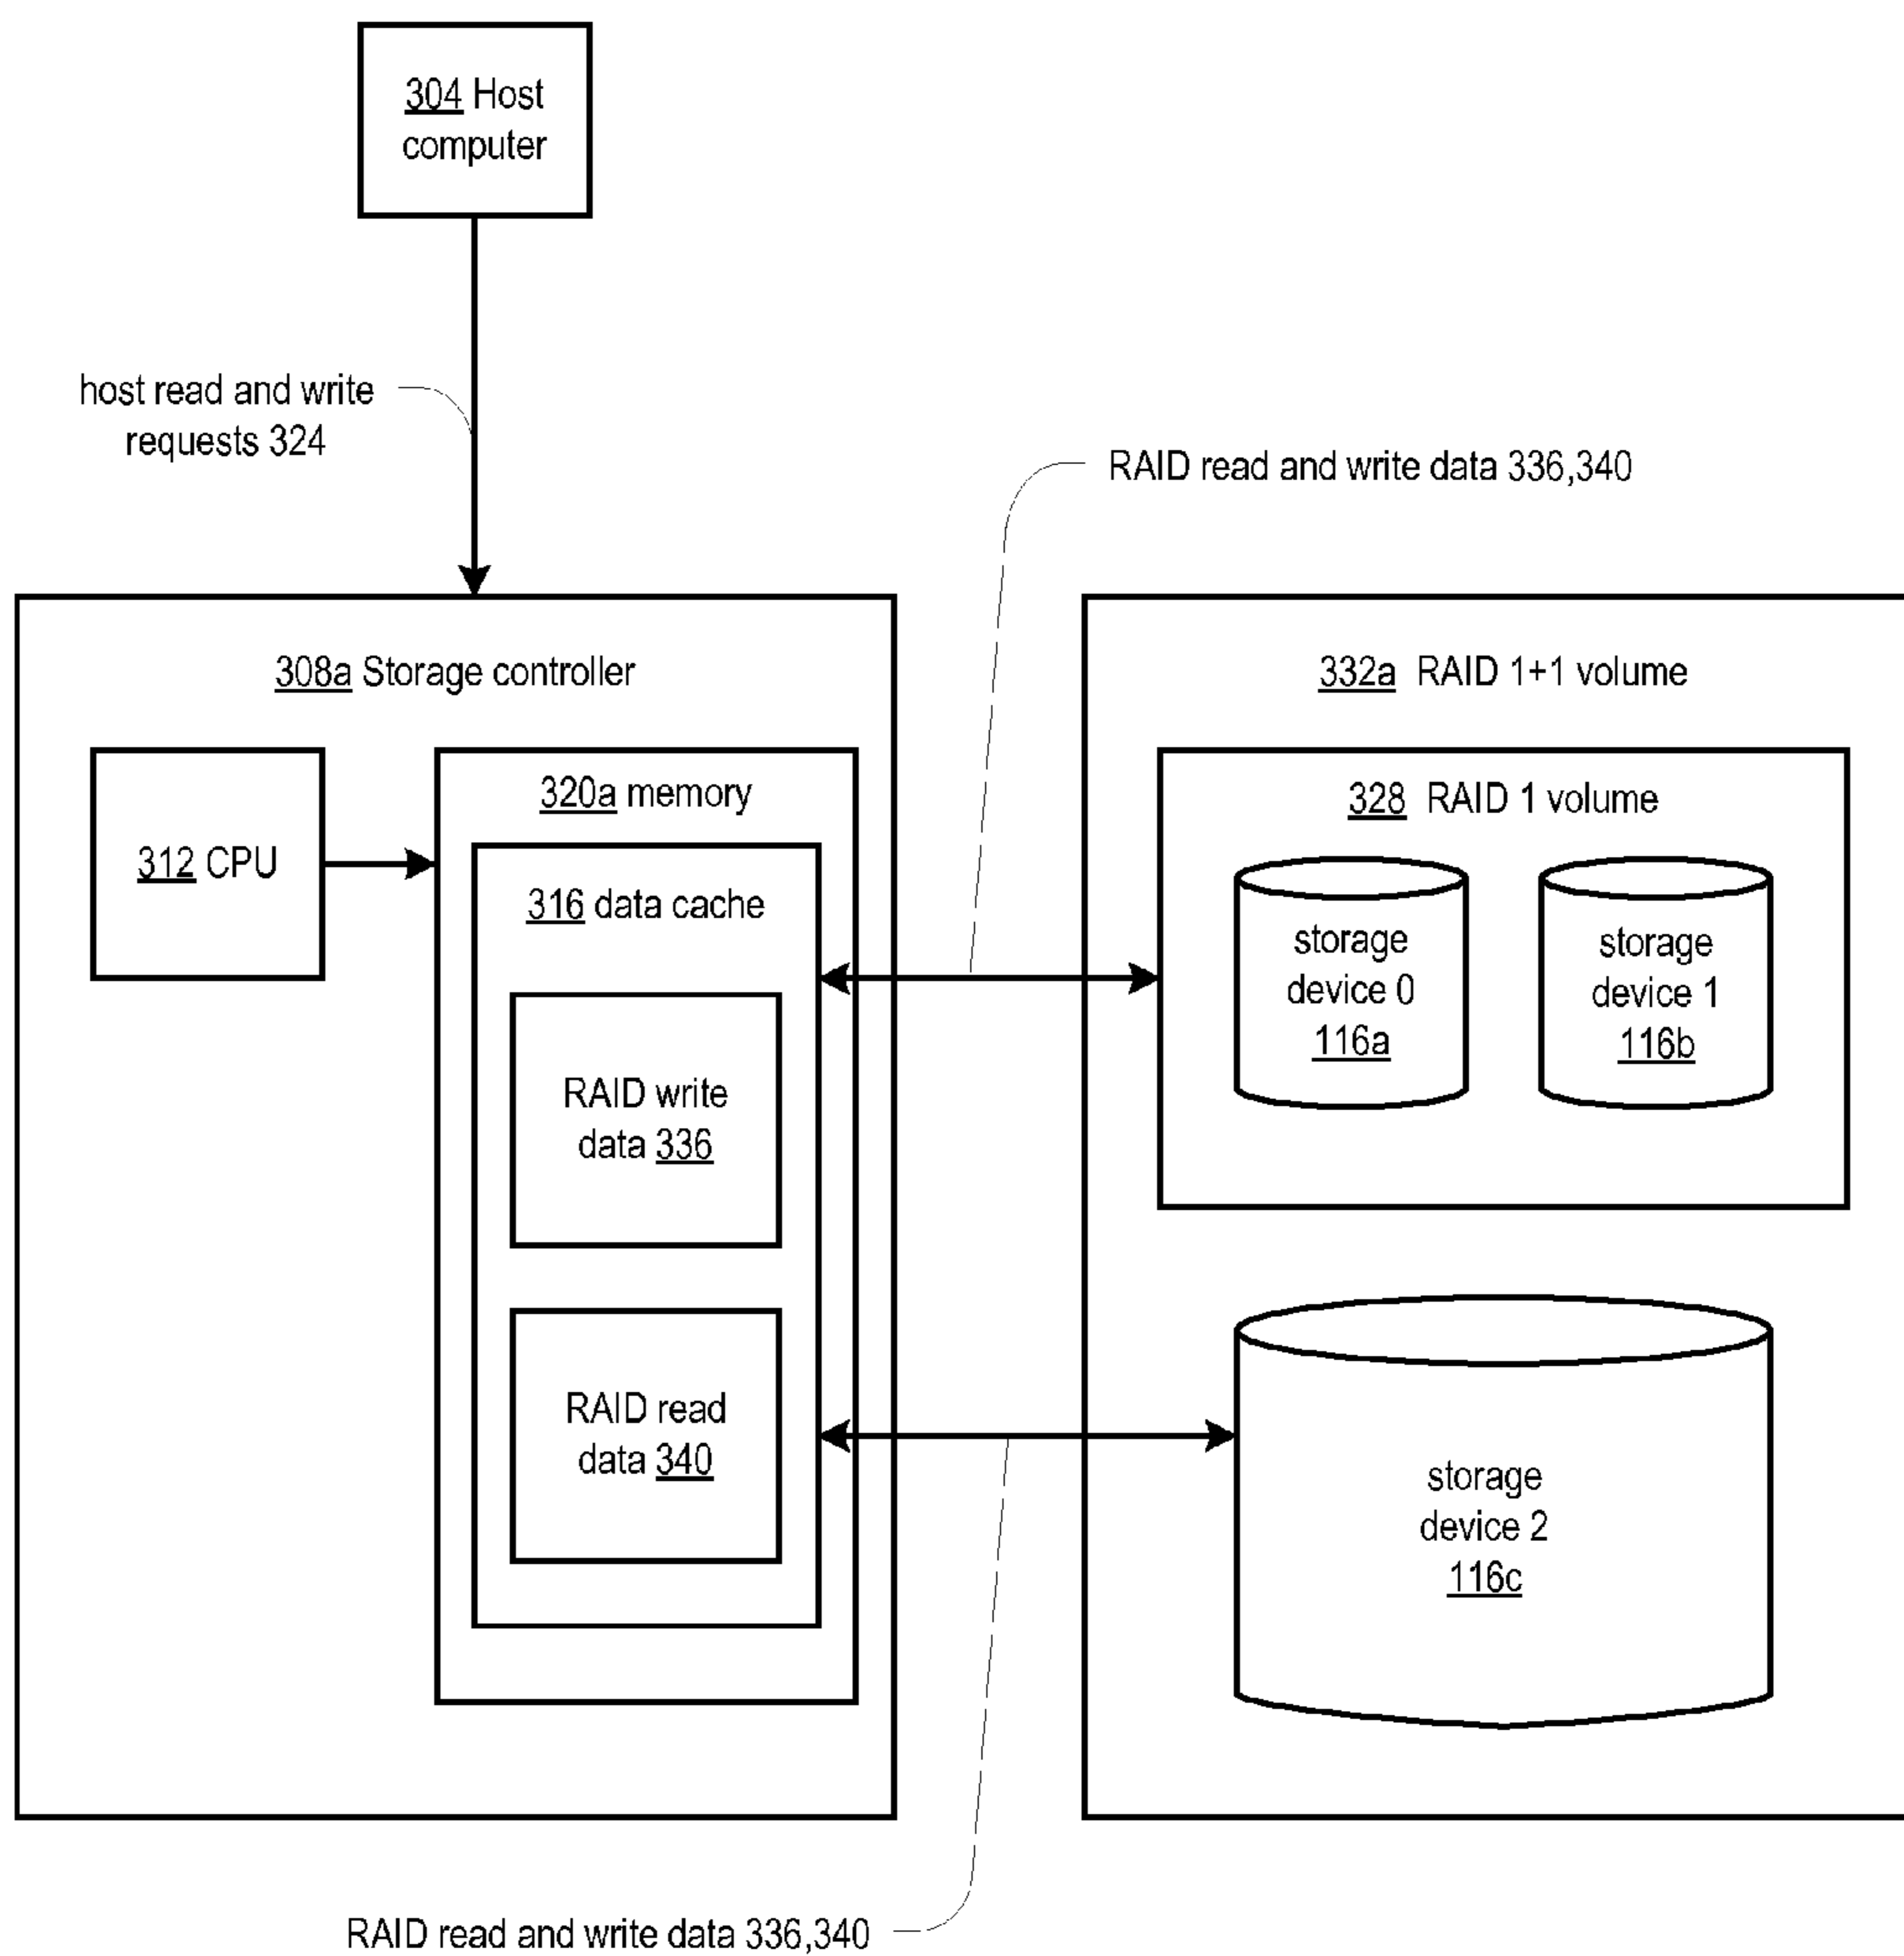 304 Host
computer
host read and write
requests 324
RAID read and write data 336,340
308a Storage controller
312 CPU
320a memory
316 data cache
RAID write
data 336
RAID read
data 340
332a RAID 1+1 volume
328 RAID 1 volume
storage
device 0
116a
storage
device 1
116b
storage
device 2
116c
RAID read and write data 336,340